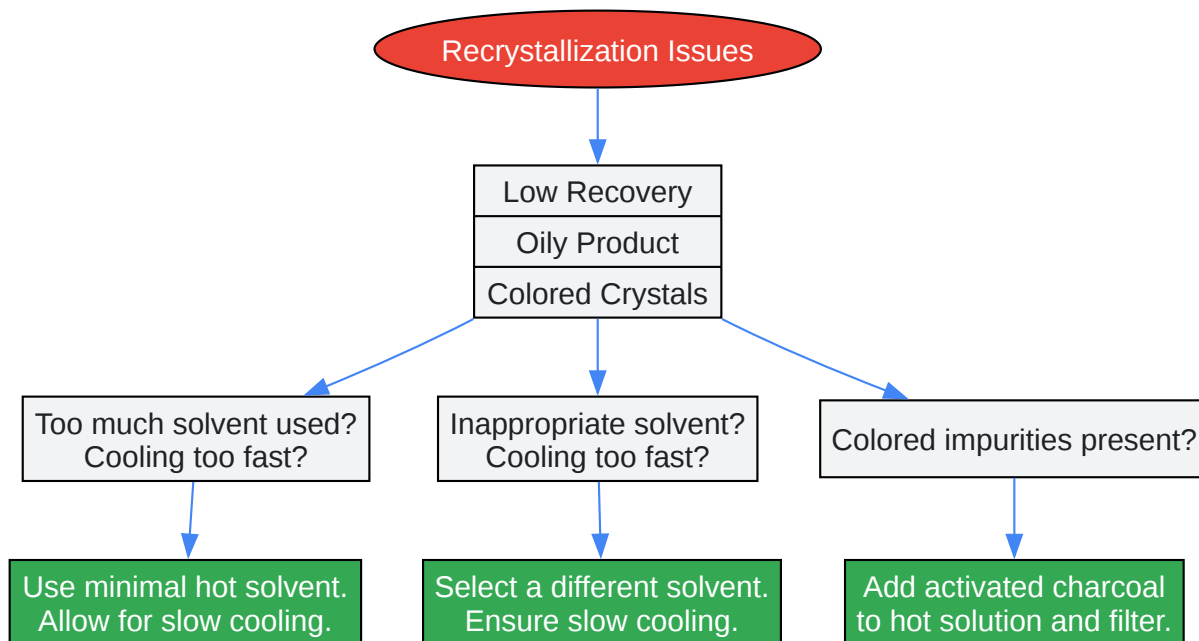 Recrystallization Issues
Low Recovery
Oily Product
Colored Crystals
Too much solvent used?
Cooling too fast?
Inappropriate solvent?
Cooling too fast?
Colored impurities present?
Use minimal hot solvent.
Allow for slow cooling.
Select a different solvent.
Ensure slow cooling.
Add activated charcoal
to hot solution and filter.